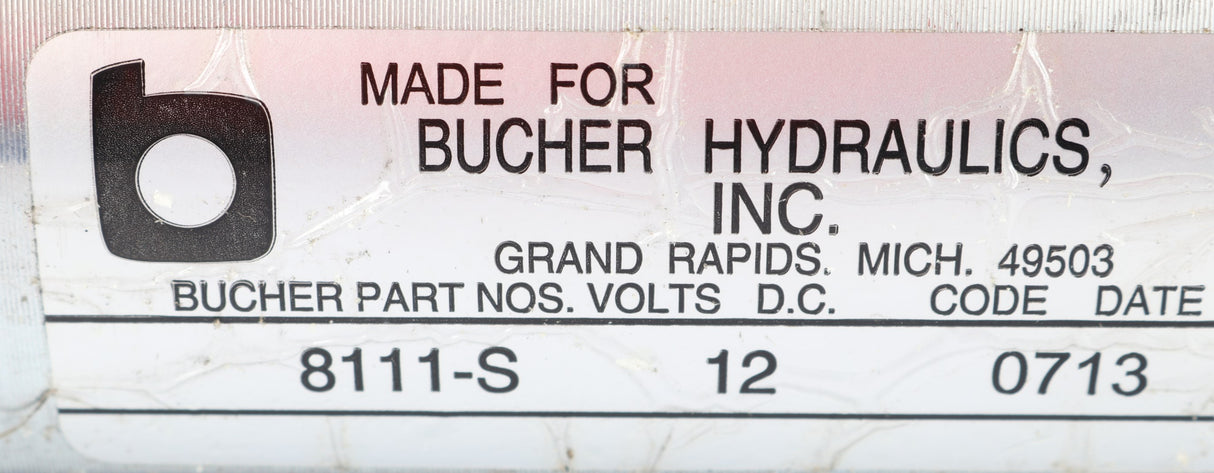 MADE FOR
BUCHER HYDRAULICS,
INC.
GRAND RAPIDS. MICH. 49503
BUCHER PART NOS. VOLTS D.C. CODE DATE
8111-S 12 0713